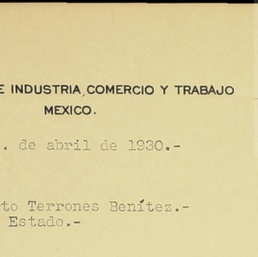 E INDUSTRIA, COMERCIO Y TRABAJO
MEXICO.
. de abril de 1930.-
to Terrones Benítez.-
Estado.-